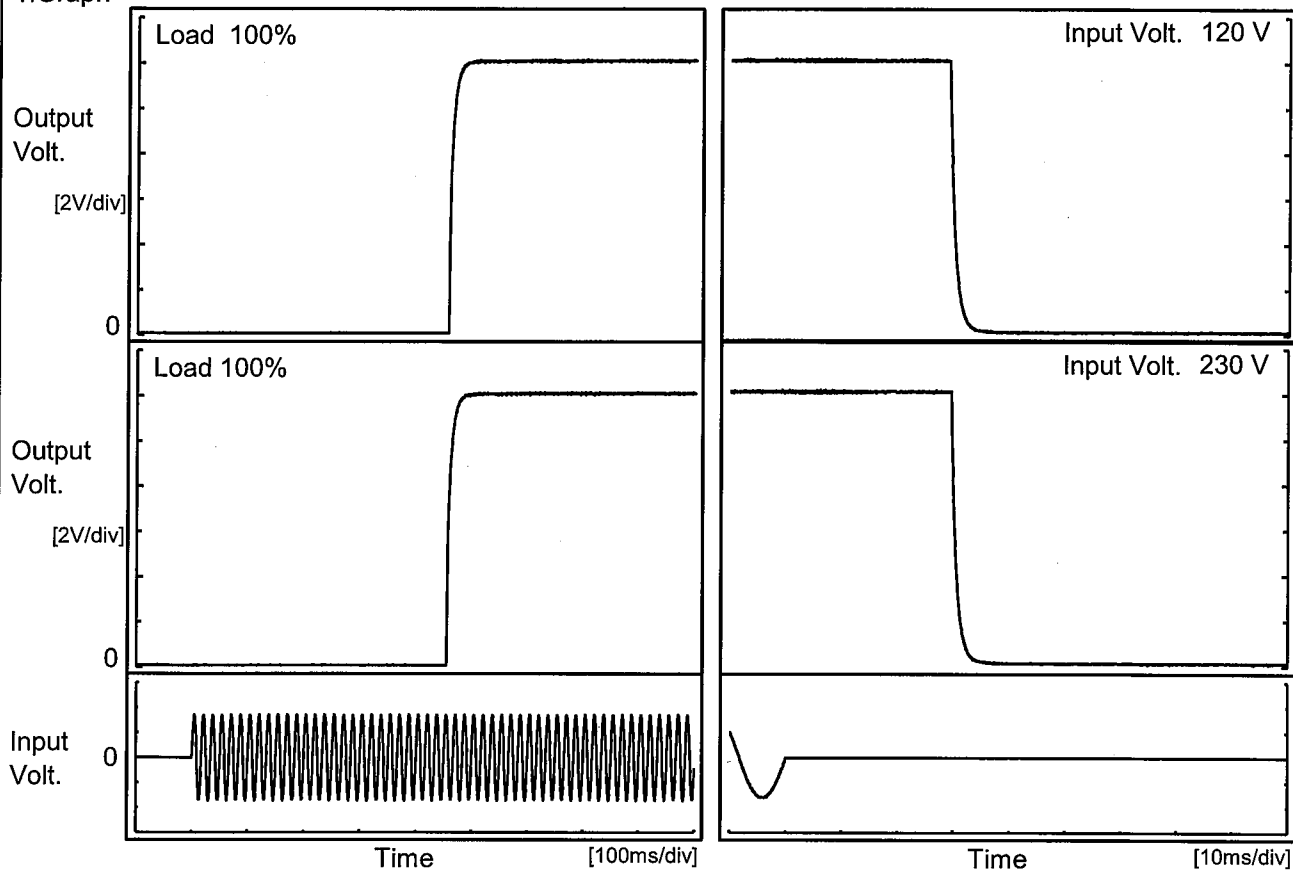 Load 100%
Input Volt. 120 V
Output
Volt.
[2V/div]
0
Load 100%
Input Volt. 230 V
Output
Volt.
[2V/div]
0
Input
Volt.
0
Time
[100ms/div]
Time
[10ms/div]